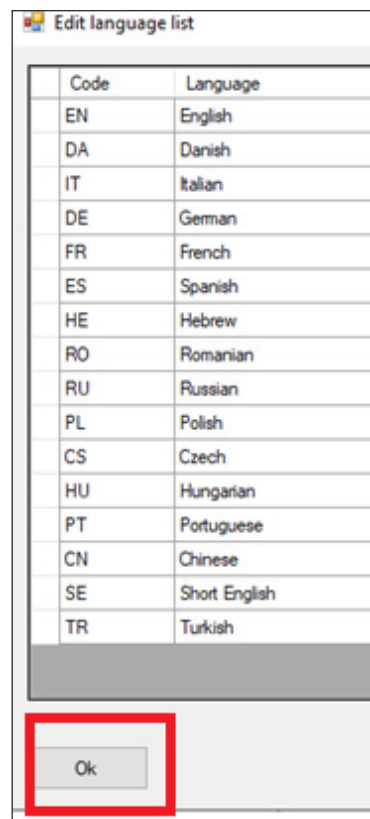 Edit language list
Code Language
EN English
DA Danish
IT Italian
DE German
FR French
ES Spanish
HE Hebrew
RO Romanian
RU Russian
PL Polish
CS Czech
HU Hungarian
PT Portuguese
CN Chinese
SE Short English
TR Turkish
Ok